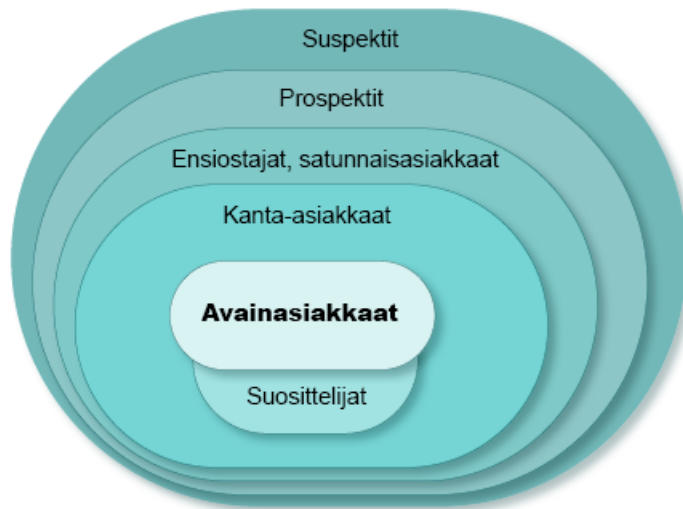 Suspektit
Prospektit
Ensiostajat, satunnaisasiakkaat
Kanta-asiakkaat
Avainasiakkaat
Suosittelijat